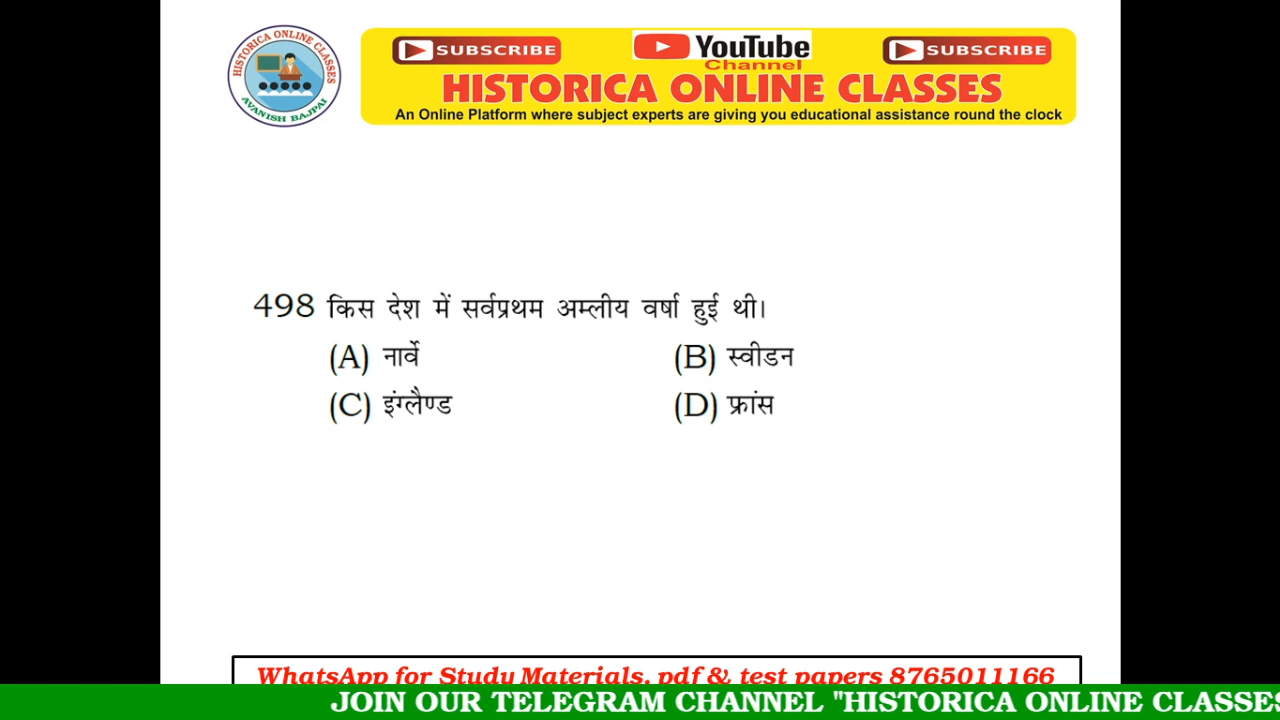 HISTORICA ONLINE CLASSES
AVANISH BAJPAI
SUBSCRIBE
YouTube
SUBSCRIBE
Channel
HISTORICA ONLINE CLASSES
An Online Platform where subject experts are giving you educational assistance round the clock
498 किस देश में सर्वप्रथम अम्लीय वर्षा हुई थी।
(A) नार्वे (B) स्वीडन
(C) इंग्लैण्ड (D) फ्रांस
WhatsApp for Study Materials, pdf & test papers 8765011166
JOIN OUR TELEGRAM CHANNEL "HISTORICA ONLINE CLASSES